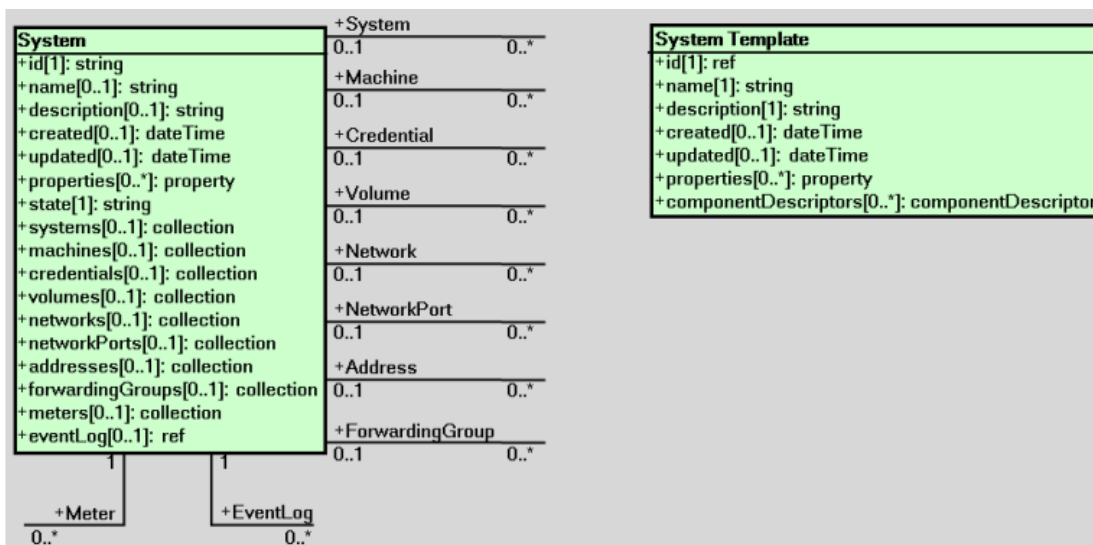 System
+id[1]: string
+name[0..1]: string
+description[0..1]: string
+created[0..1]: dateTime
+updated[0..1]: dateTime
+properties[0..*]: property
+state[1]: string
+systems[0..1]: collection
+machines[0..1]: collection
+credentials[0..1]: collection
+volumes[0..1]: collection
+networks[0..1]: collection
+networkPorts[0..1]: collection
+addresses[0..1]: collection
+forwardingGroups[0..1]: collection
+meters[0..1]: collection
+eventLog[0..1]: ref
+System
0..1 0..*
+Machine
0..1 0..*
+Credential
0..1 0..*
+Volume
0..1 0..*
+Network
0..1 0..*
+NetworkPort
0..1 0..*
+Address
0..1 0..*
+ForwardingGroup
0..1 0..*
1 1
+Meter +EventLog
0..* 0..*
System Template
+id[1]: ref
+name[1]: string
+description[1]: string
+created[0..1]: dateTime
+updated[0..1]: dateTime
+properties[0..*]: property
+componentDescriptors[0..*]: componentDescriptor